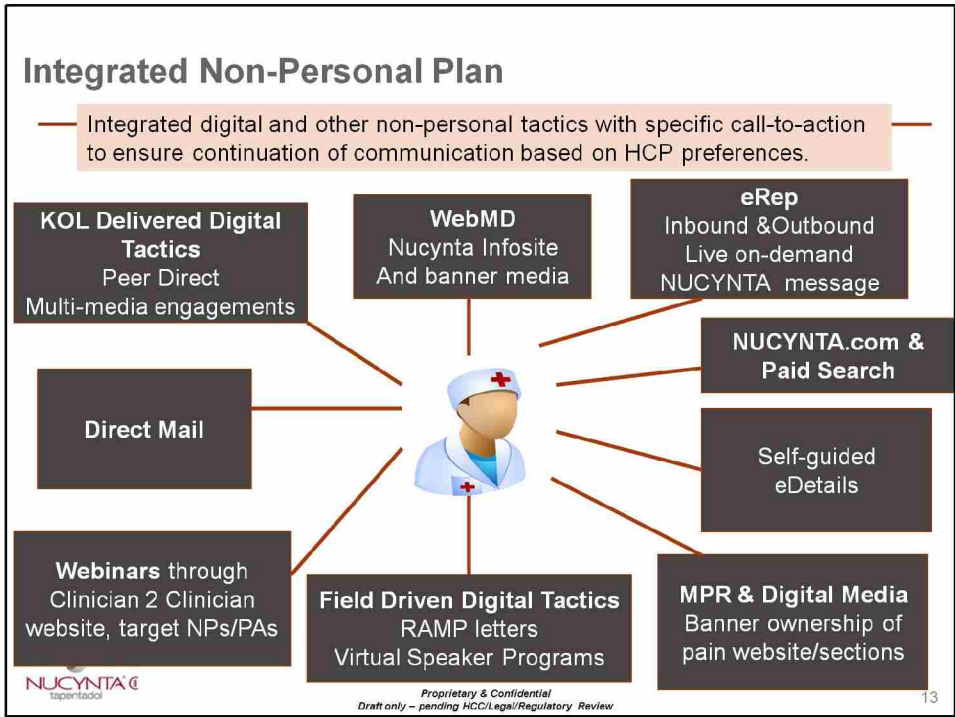 Integrated Non-Personal Plan
Integrated digital and other non-personal tactics with specific call-to-action
to ensure continuation of communication based on HCP preferences.
KOL Delivered Digital
Tactics
Peer Direct
Multi-media engagements
WebMD
Nucynta Infosite
And banner media
eRep
Inbound &Outbound
Live on-demand
NUCYNTA message
NUCYNTA.com &
Paid Search
Direct Mail
Self-guided
eDetails
Webinars through
Clinician 2 Clinician
website, target NPs/PAs
Field Driven Digital Tactics
RAMP letters
Virtual Speaker Programs
MPR & Digital Media
Banner ownership of
pain website/sections
NUCYNTA® CII
tapentadol
Proprietary & Confidential
Draft only – pending HCC/Legal/Regulatory Review
13